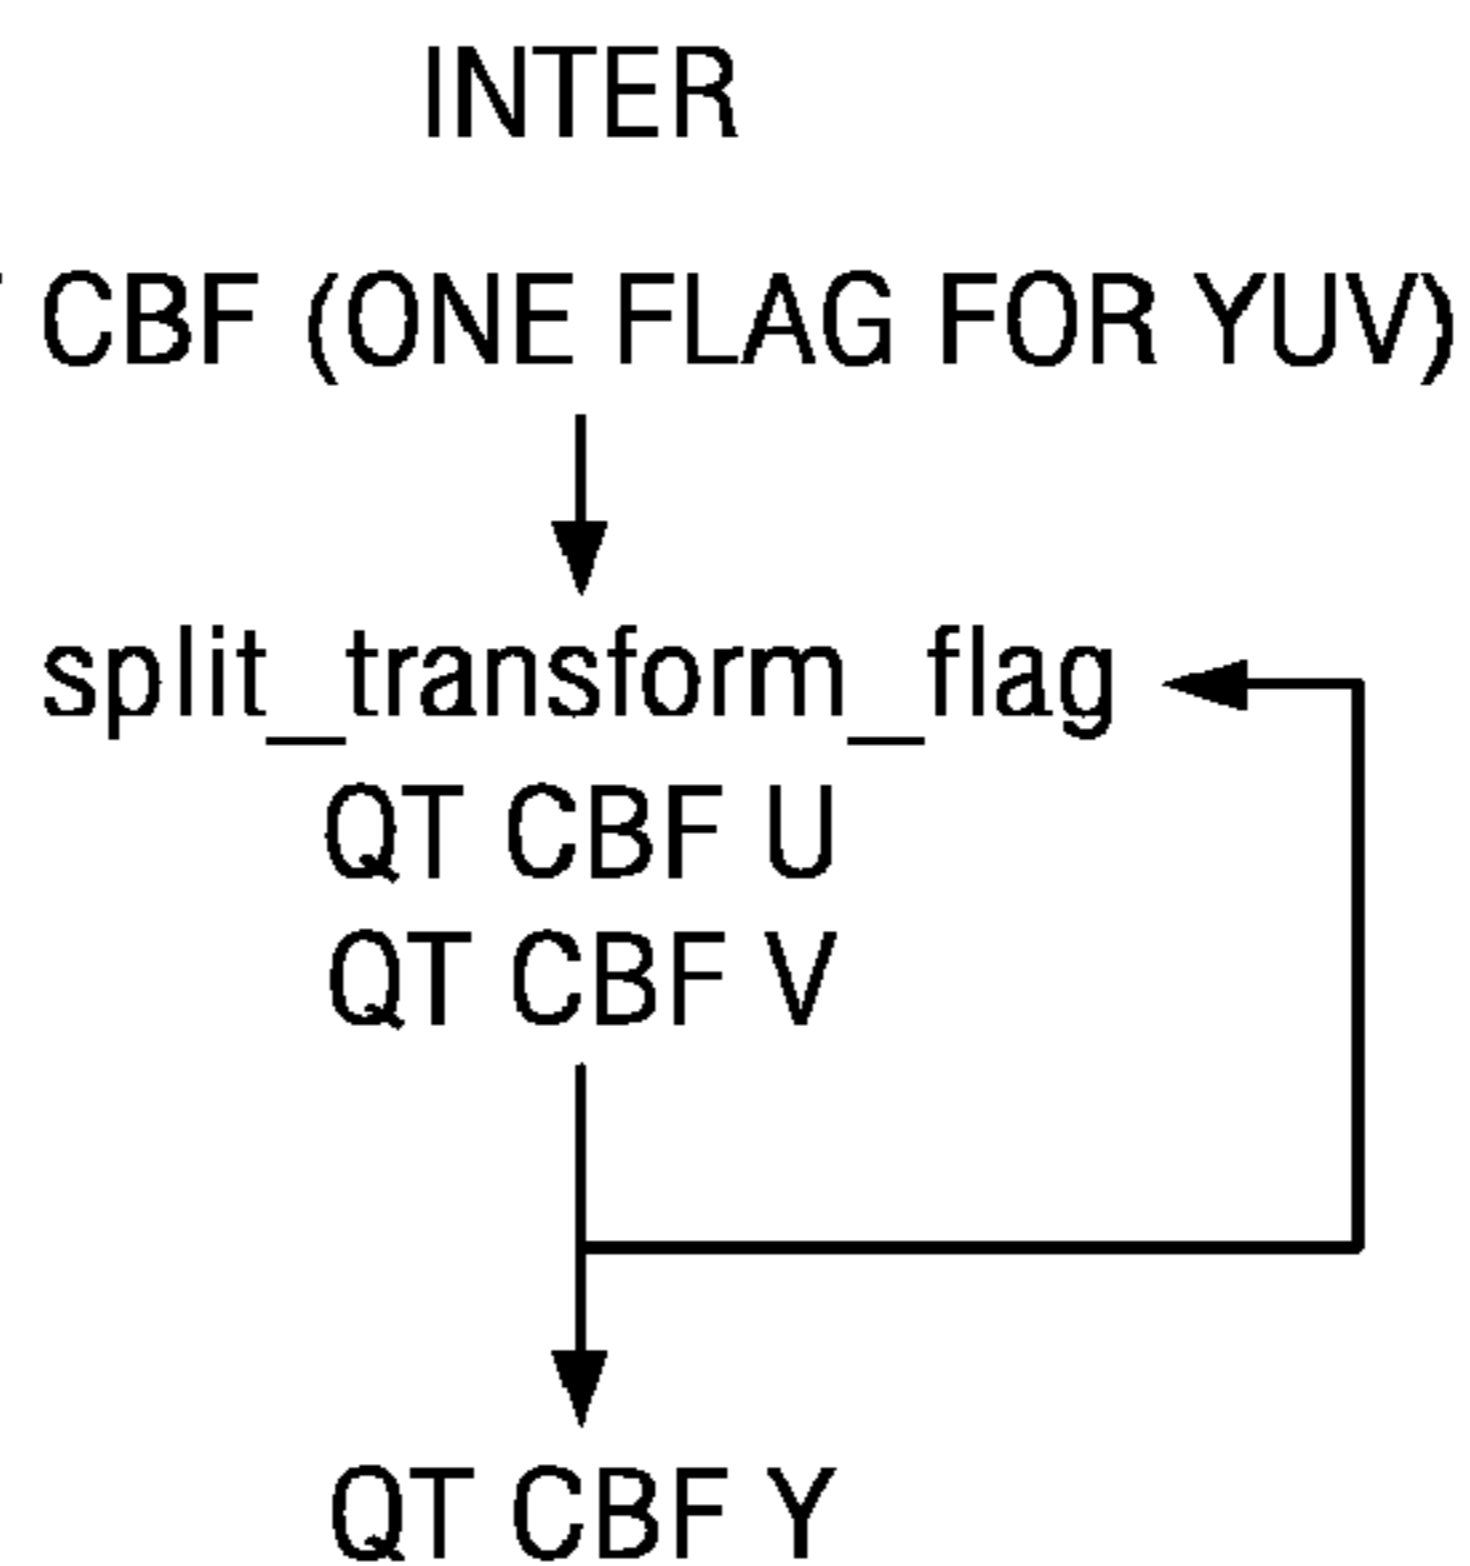 INTER
CBF (ONE FLAG FOR YUV)
split_transform_flag
QT CBF U
QT CBF V
QT CBF Y